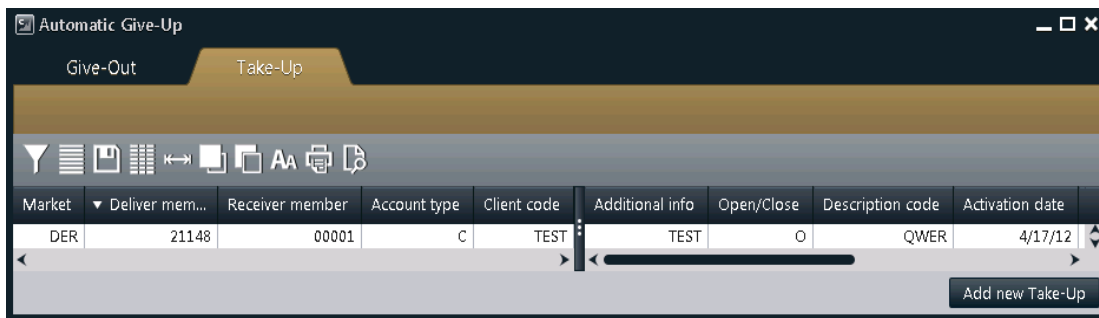 Automatic Give-Up
Give-Out Take-Up
Market Deliver mem... Receiver member Account type Client code Additional info Open/Close Description code Activation date
DER 21148 00001 C TEST TEST O QWER 4/17/12
Add new Take-Up